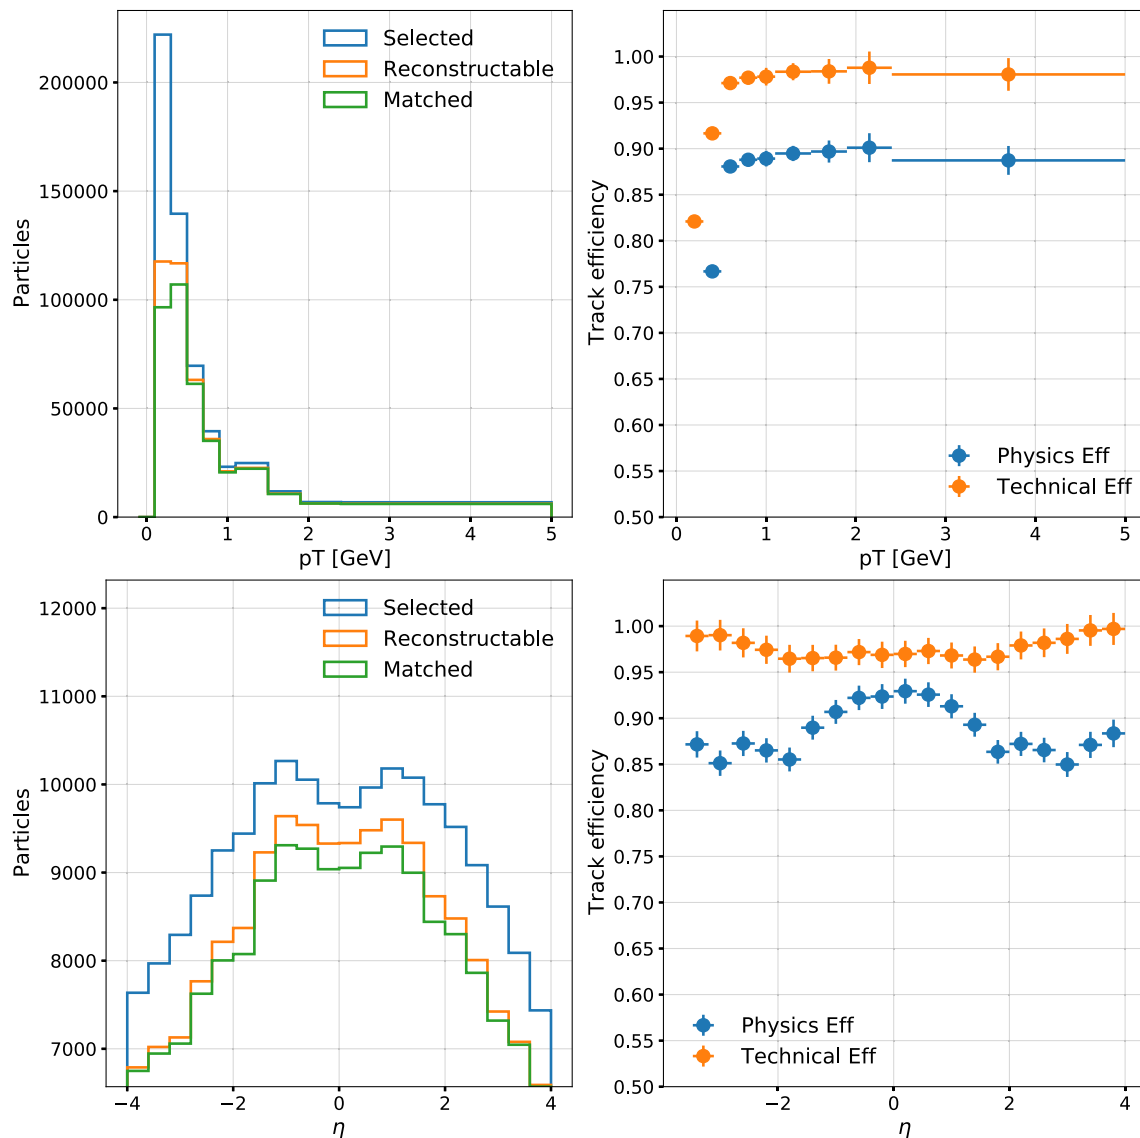 Selected
Reconstructable
Matched
200000
150000
100000
50000
0
Particles
0 1 2 3 4 5
pT [GeV]
1.00
0.95
0.90
0.85
0.80
0.75
0.70
0.65
0.60
0.55
0.50
Track efficiency
Physics Eff
Technical Eff
0 1 2 3 4 5
pT [GeV]
Selected
Reconstructable
Matched
12000
11000
10000
9000
8000
7000
Particles
−4 −2 0 2 4
η
1.00
0.95
0.90
0.85
0.80
0.75
0.70
0.65
0.60
0.55
0.50
Track efficiency
Physics Eff
Technical Eff
−2 0 2 4
η